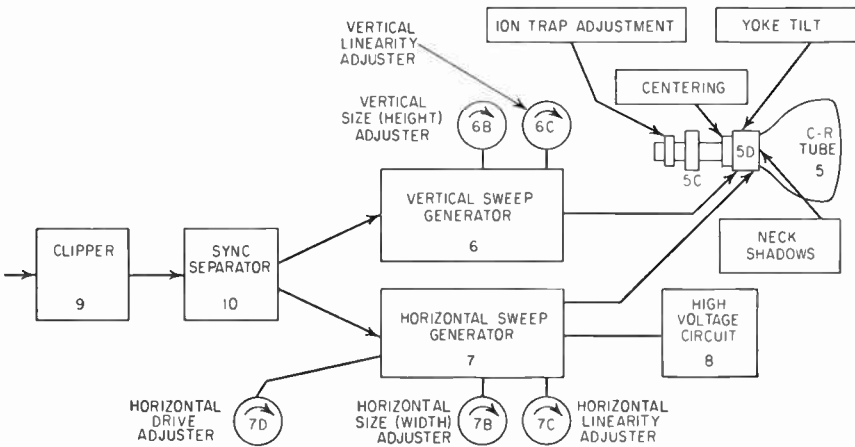 VERTICAL
LINEARITY
ADJUSTER
ION TRAP ADJUSTMENT
YOKE TILT
VERTICAL
SIZE (HEIGHT)
ADJUSTER
6B
6C
CENTERING
C-R
TUBE
5
5D
5C
VERTICAL SWEEP
GENERATOR
6
NECK
SHADOWS
CLIPPER
9
SYNC
SEPARATOR
10
HORIZONTAL SWEEP
GENERATOR
7
HIGH
VOLTAGE
CIRCUIT
8
HORIZONTAL
DRIVE
ADJUSTER
7D
HORIZONTAL
SIZE (WIDTH)
ADJUSTER
7B
7C
HORIZONTAL
LINEARITY
ADJUSTER